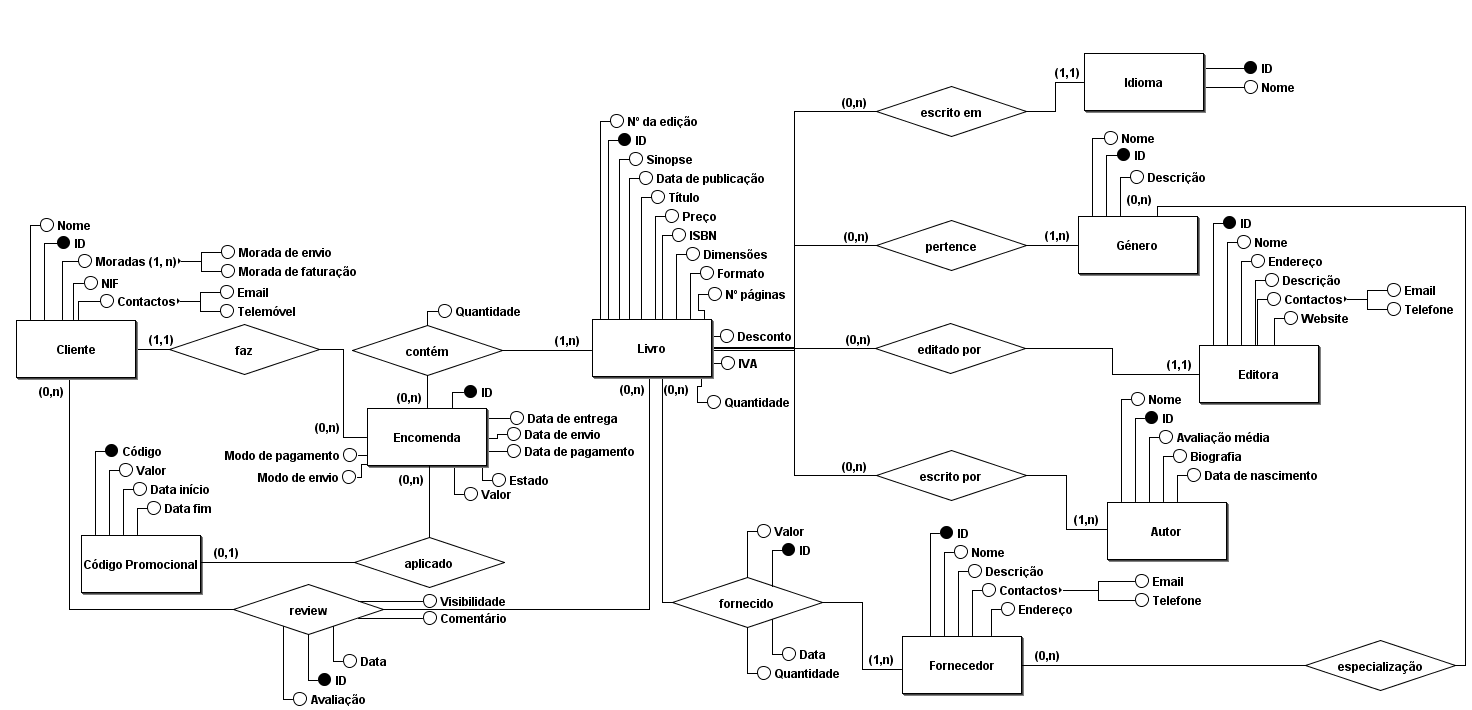 (1,1)
Idioma
ID
Nome
(0,n)
escrito em
Nº da edição
ID
Sinopse
Data de publicação
Título
Preço
ISBN
Dimensões
Formato
Nº páginas
Desconto
IVA
Quantidade
Livro
Nome
ID
Descrição
(0,n)
Género
(0,n)
pertence
(1,n)
ID
Nome
Endereço
Descrição
Contactos
Email
Telefone
Website
Editora
(0,n)
editado por
(1,1)
Nome
ID
Moradas (1, n)
Morada de envio
Morada de faturação
NIF
Contactos
Email
Telemóvel
Cliente
(1,1)
faz
(0,n)
Quantidade
contém
(1,n)
(0,n)
(0,n)
(0,n)
(0,n)
ID
Encomenda
Data de entrega
Data de envio
Data de pagamento
Modo de pagamento
Modo de envio
Estado
Valor
(0,n)
Código
Valor
Data início
Data fim
Código Promocional
(0,1)
aplicado
review
Visibilidade
Comentário
Data
ID
Avaliação
Nome
ID
Avaliação média
Biografia
Data de nascimento
Autor
(0,n)
escrito por
(1,n)
Valor
ID
fornecido
Data
Quantidade
(1,n)
ID
Nome
Descrição
Contactos
Email
Telefone
Endereço
Fornecedor
(0,n)
especialização